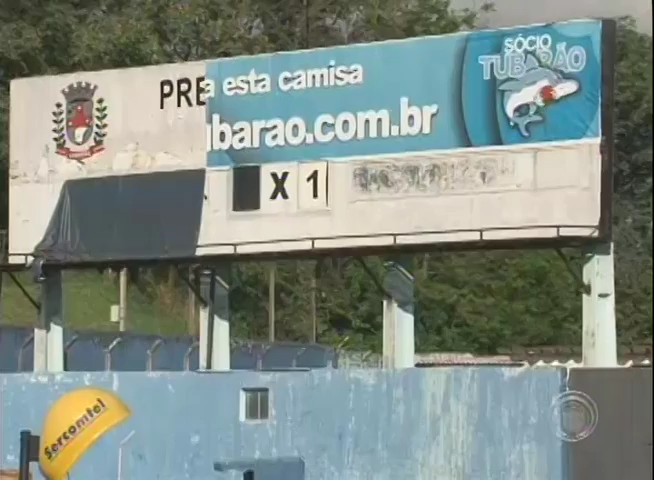 PRE
a esta camisa
ubarao.com.br
SÓCIO
TUBARÃO
X 1
Sercomtel